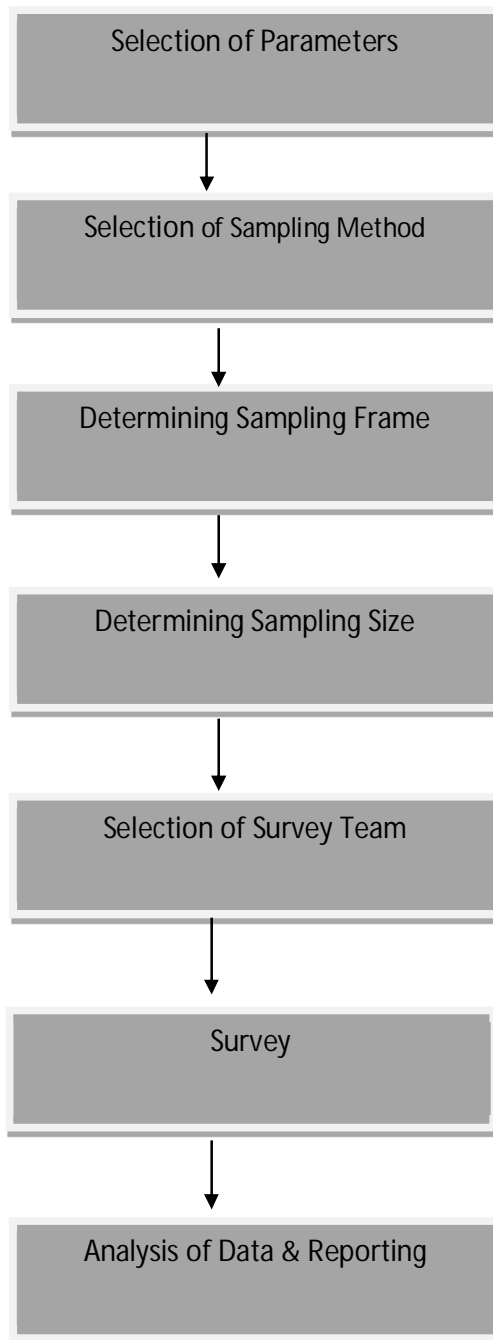 Selection of Parameters
Selection of Sampling Method
Determining Sampling Frame
Determining Sampling Size
Selection of Survey Team
Survey
Analysis of Data & Reporting